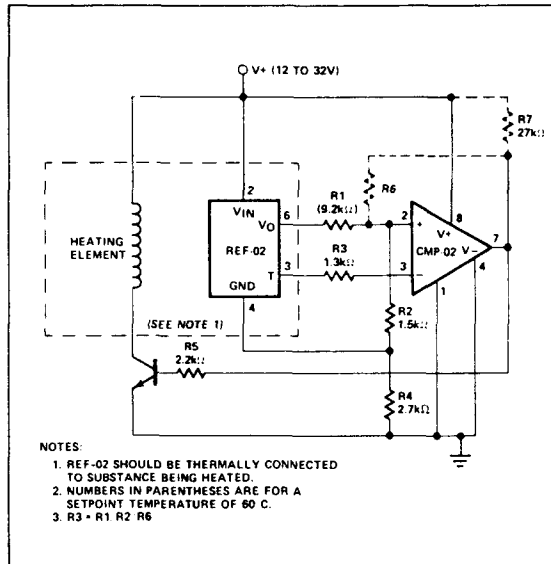 V+ (12 TO 32V)
R7
27kΩ
R6
R1
(9.2kΩ)
2
VIN
VO
6
REF-02
HEATING
ELEMENT
R3
1.3kΩ
T
3
GND
4
2
+
8
V+
CMP-02
7
V-
4
3
-
1
(SEE NOTE 1)
R2
1.5kΩ
R5
2.2kΩ
R4
2.7kΩ
NOTES:
1. REF-02 SHOULD BE THERMALLY CONNECTED
TO SUBSTANCE BEING HEATED.
2. NUMBERS IN PARENTHESES ARE FOR A
SETPOINT TEMPERATURE OF 60 C.
3. R3 = R1 R2 R6